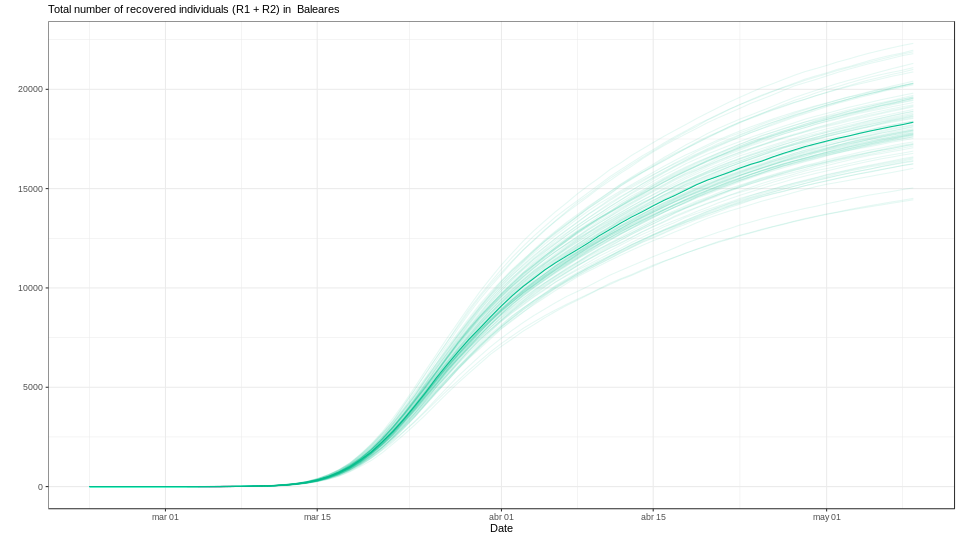 Total number of recovered individuals (R1 + R2) in  Baleares
20000
15000
10000
5000
0
mar 01
mar 15
abr 01
abr 15
may 01
Date